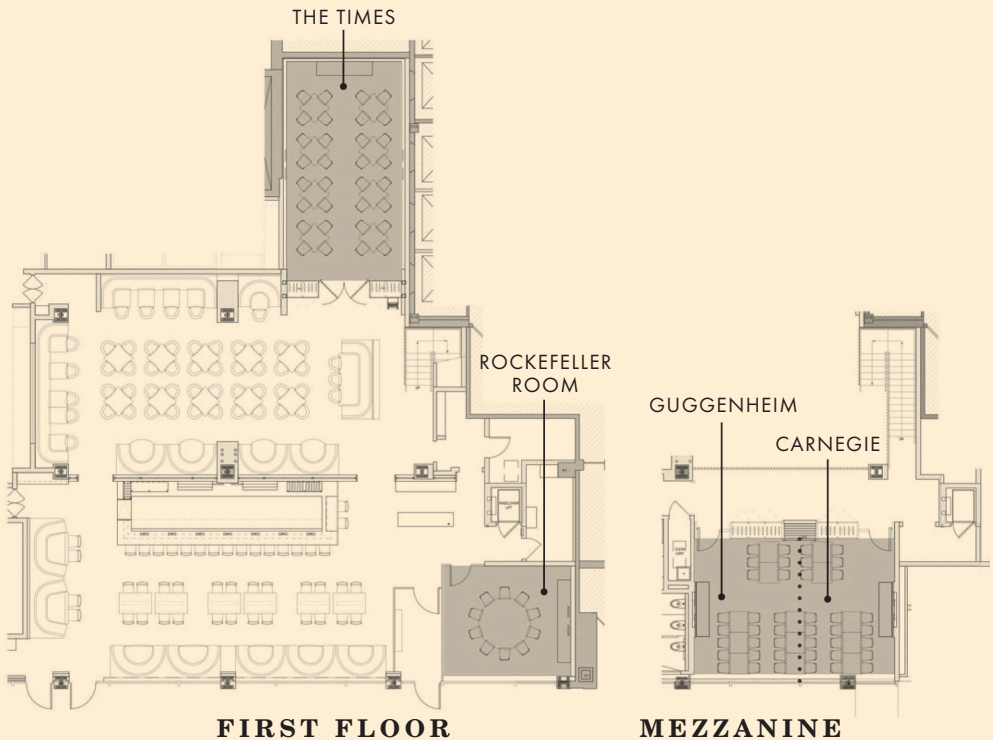 THE TIMES
ROCKEFELLER
ROOM
GUGGENHEIM
CARNEGIE
FIRST FLOOR
MEZZANINE